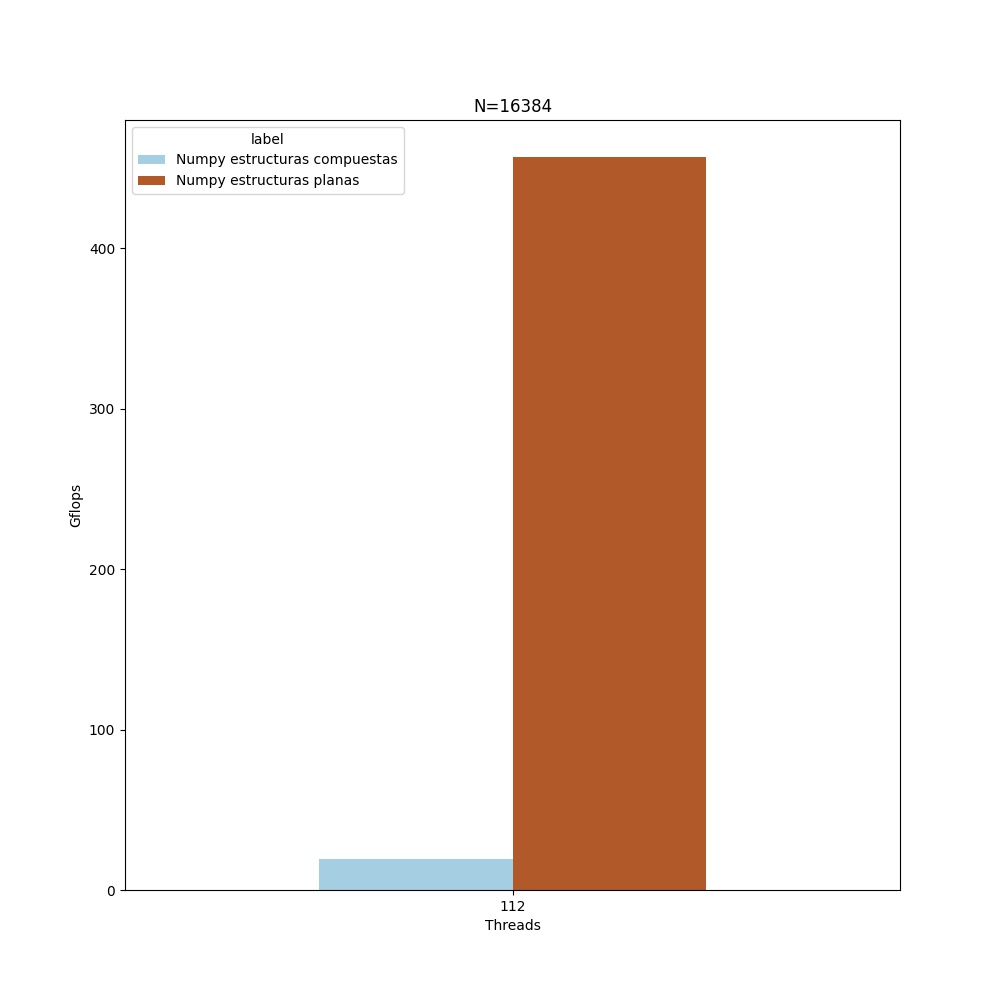 N=16384
label
Numpy estructuras compuestas
Numpy estructuras planas
400
300
200
100
0
Gflops
112
Threads